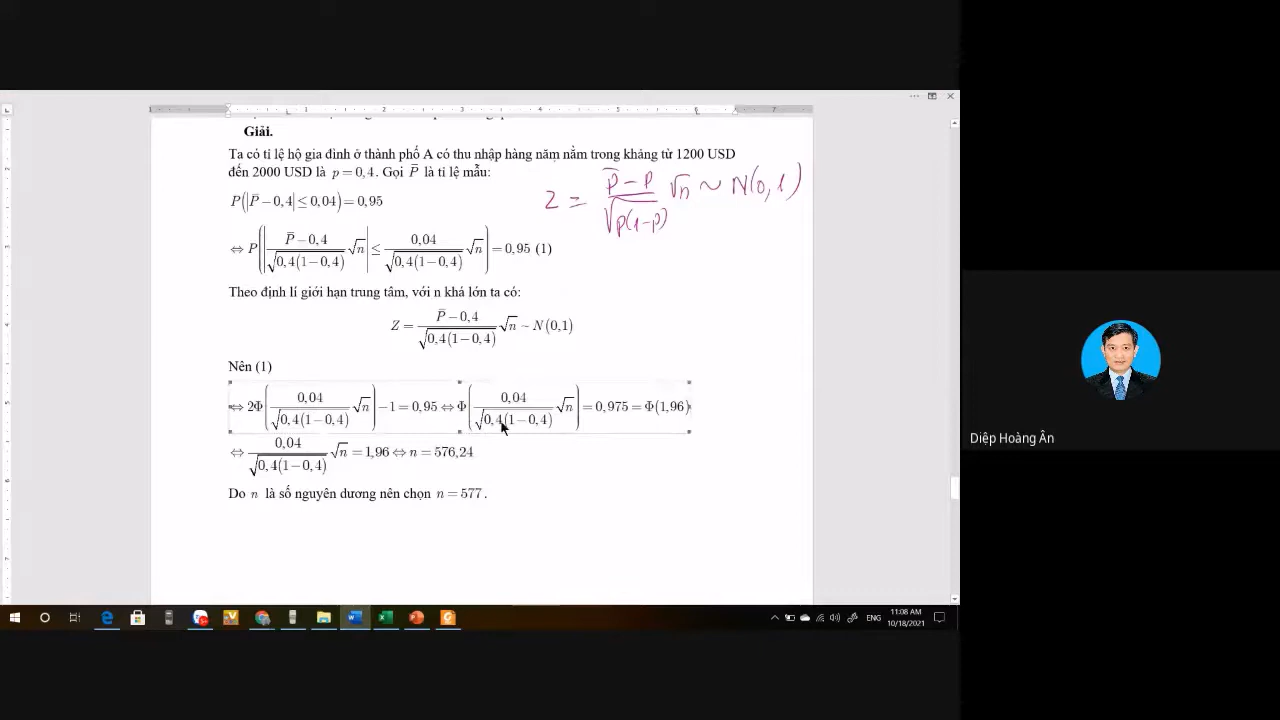 Giải.
Ta có tỉ lệ hộ gia đình ở thành phố A có thu nhập hàng năm nằm trong khảng từ 1200 USD
đến 2000 USD là p = 0,4. Gọi P̄ là tỉ lệ mẫu:
P(|P̄ − 0,4| ≤ 0,04) = 0,95
Z = (P̄ − P)/√(p(1−p)) √n ~ N(0,1)
⇔ P(|(P̄ − 0,4)/√(0,4(1−0,4)) √n| ≤ 0,04/√(0,4(1−0,4)) √n) = 0,95 (1)
Theo định lí giới hạn trung tâm, với n khá lớn ta có:
Z = (P̄ − 0,4)/√(0,4(1−0,4)) √n ~ N(0,1)
Nên (1)
⇔ 2Φ(0,04/√(0,4(1−0,4)) √n) − 1 = 0,95 ⇔ Φ(0,04/√(0,4(1−0,4)) √n) = 0,975 = Φ(1,96)
⇔ 0,04/√(0,4(1−0,4)) √n = 1,96 ⇔ n = 576,24
Do n là số nguyên dương nên chọn n = 577.
Diệp Hoàng Ân
ENG
11:08 AM
10/18/2021